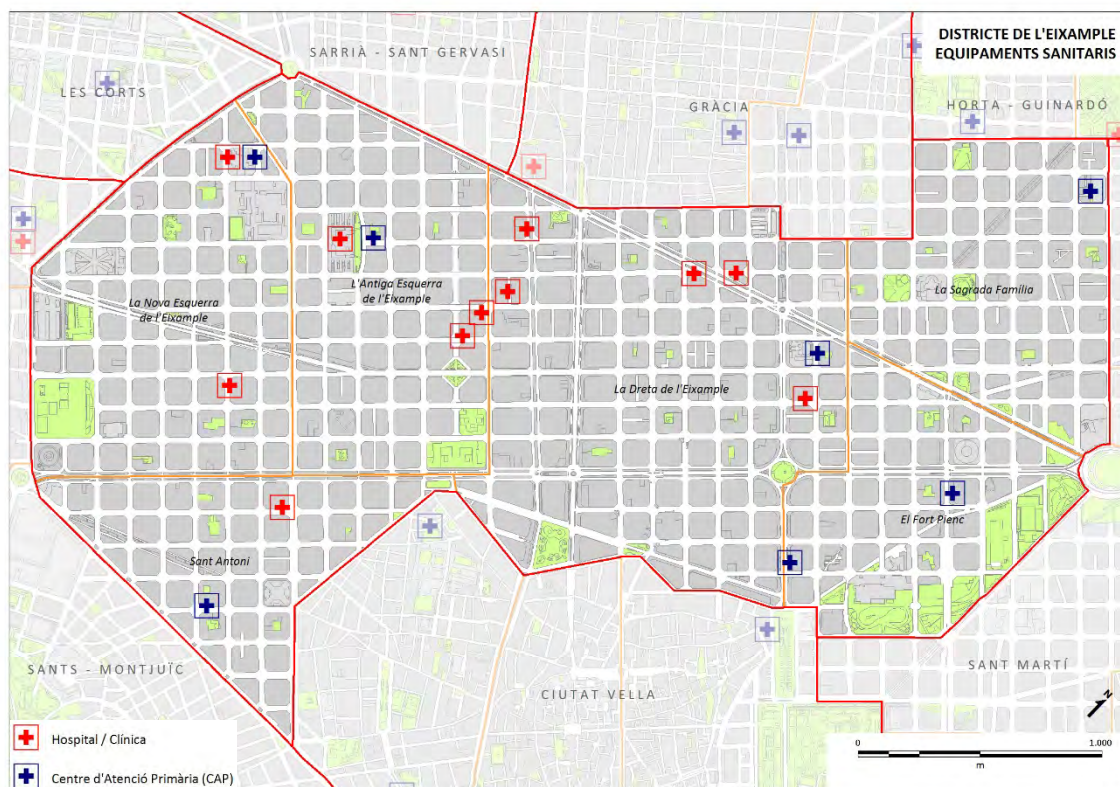 DISTRICTE DE L'EIXAMPLE
EQUIPAMENTS SANITARIS
SARRIÀ - SANT GERVASI
LES CORTS
GRÀCIA
HORTA - GUINARDÓ
L'Antiga Esquerra
de l'Eixample
La Nova Esquerra
de l'Eixample
La Sagrada Família
La Dreta de l'Eixample
El Fort Pienc
Sant Antoni
SANTS - MONTJUÏC
CIUTAT VELLA
SANT MARTÍ
N
Hospital / Clínica
Centre d'Atenció Primària (CAP)
0
1.000
m